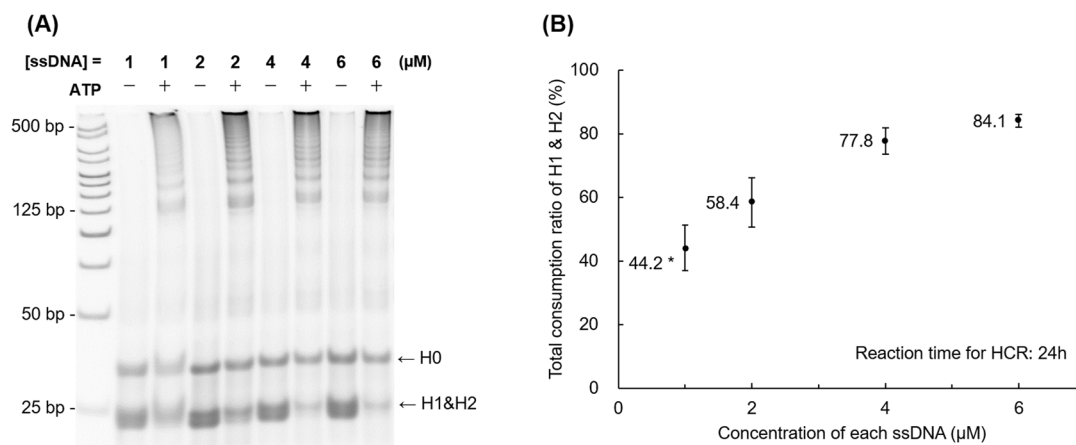 (A)
[ssDNA] = 1 1 2 2 4 4 6 6 (μM)
ATP − + − + − + − +
500 bp -
125 bp -
50 bp -
25 bp -
← H0
← H1&H2
(B)
Total consumption ratio of H1 & H2 (%)
100
80
60
40
20
0
44.2 *
58.4
77.8
84.1
Reaction time for HCR: 24h
0 2 4 6
Concentration of each ssDNA (μM)